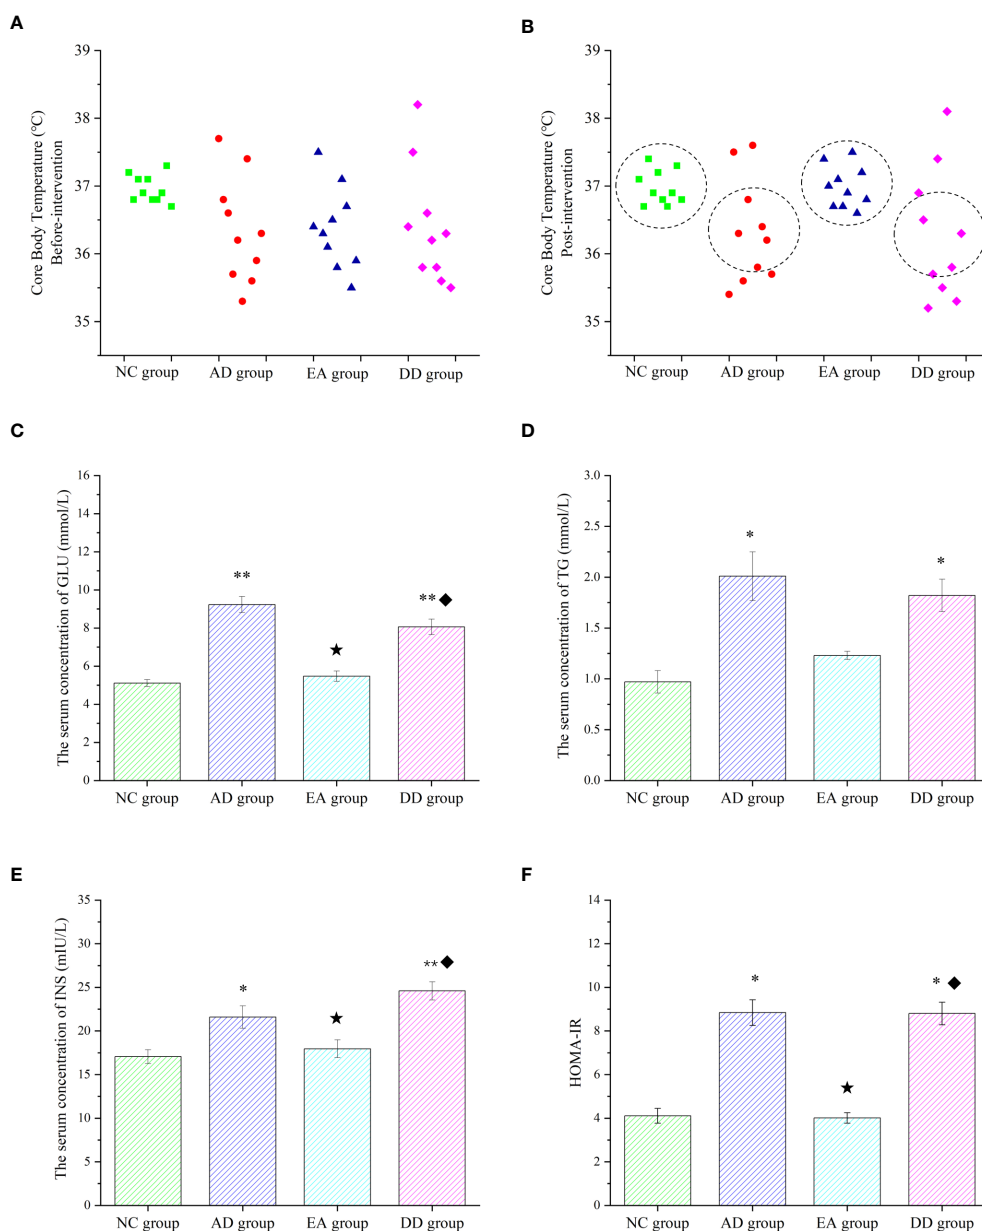 A
Core Body Temperature (℃)
Before-intervention
39
38
37
36
35
NC group
AD group
EA group
DD group
B
Core Body Temperature (℃)
Post-intervention
39
38
37
36
35
NC group
AD group
EA group
DD group
C
The serum concentration of GLU (mmol/L)
16
14
12
10
8
6
4
2
0
**
★
**◆
NC group
AD group
EA group
DD group
D
The serum concentration of TG (mmol/L)
3.0
2.5
2.0
1.5
1.0
0.5
0.0
*
*
NC group
AD group
EA group
DD group
E
The serum concentration of INS (mIU/L)
35
30
25
20
15
10
5
0
*
★
**◆
NC group
AD group
EA group
DD group
F
HOMA-IR
14
12
10
8
6
4
2
0
*
★
*◆
NC group
AD group
EA group
DD group